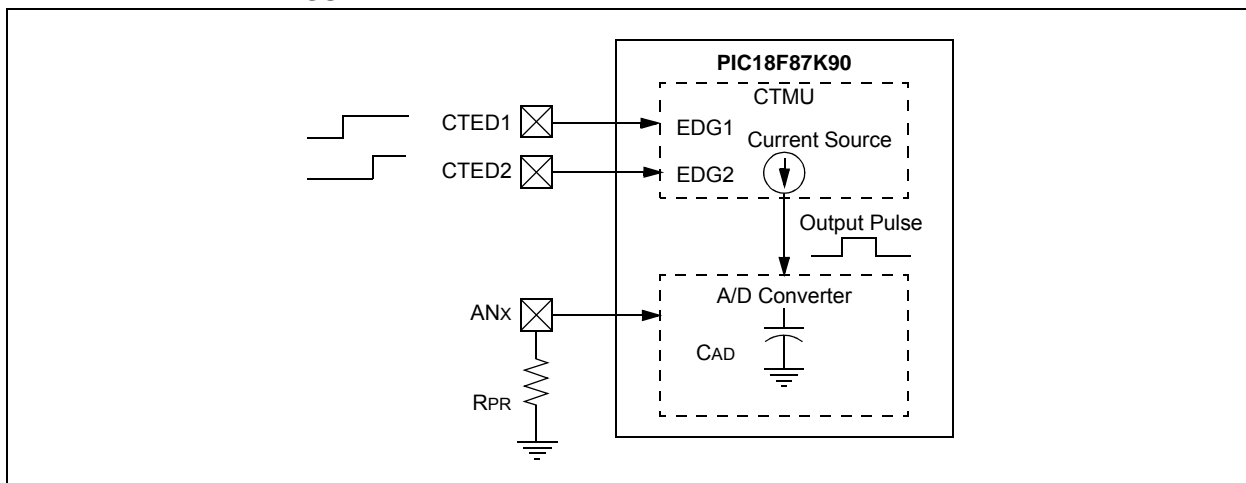 PIC18F87K90
CTMU
CTED1
EDG1
Current Source
CTED2
EDG2
Output Pulse
A/D Converter
ANX
CAD
RPR